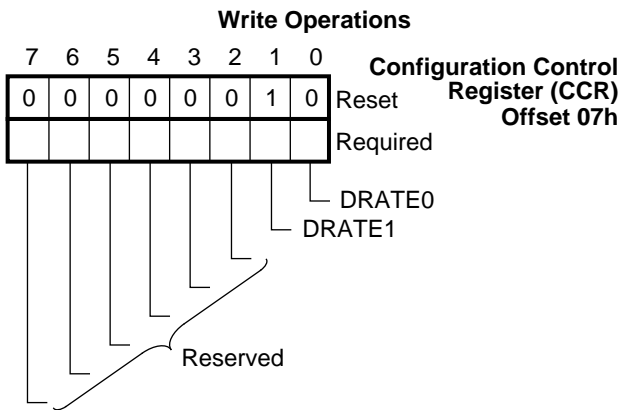 Write Operations
7 6 5 4 3 2 1 0
Configuration Control
Register (CCR)
Offset 07h
0 0 0 0 0 0 1 0 Reset
Required
DRATE0
DRATE1
Reserved